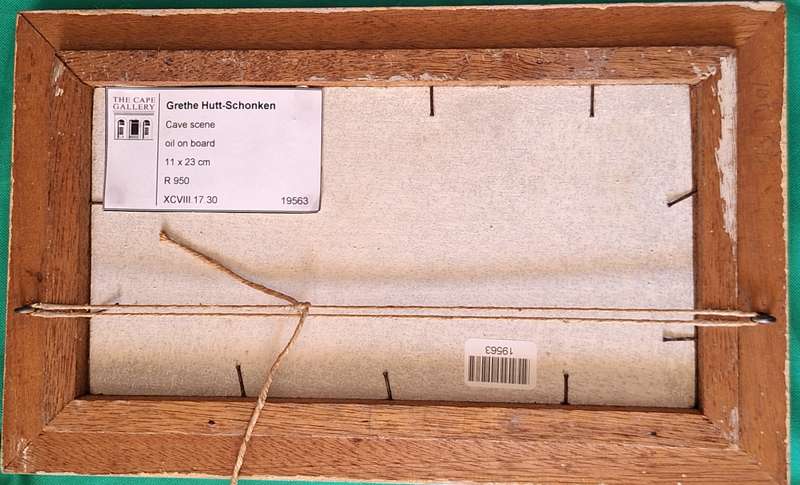 THE CAPE
GALLERY
Grethe Hutt-Schonken
Cave scene
oil on board
11 x 23 cm
R 950
XCVIII.17.30 19563
19563